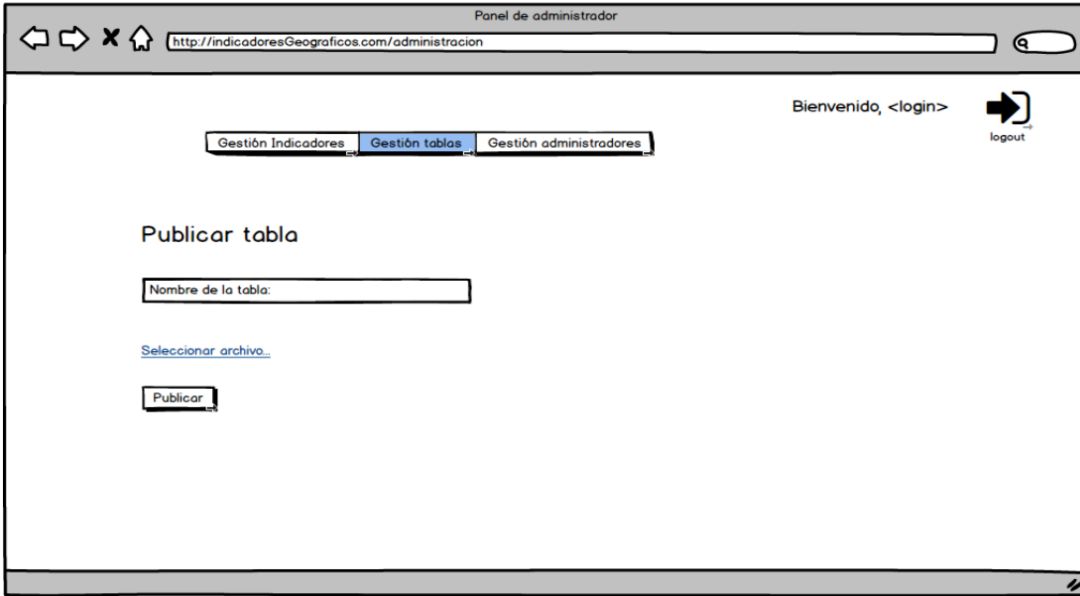 Panel de administrador
http://indicadoresGeograficos.com/administracion
Bienvenido, <login>
logout
Gestión Indicadores Gestión tablas Gestión administradores
Publicar tabla
Nombre de la tabla:
Seleccionar archivo...
Publicar